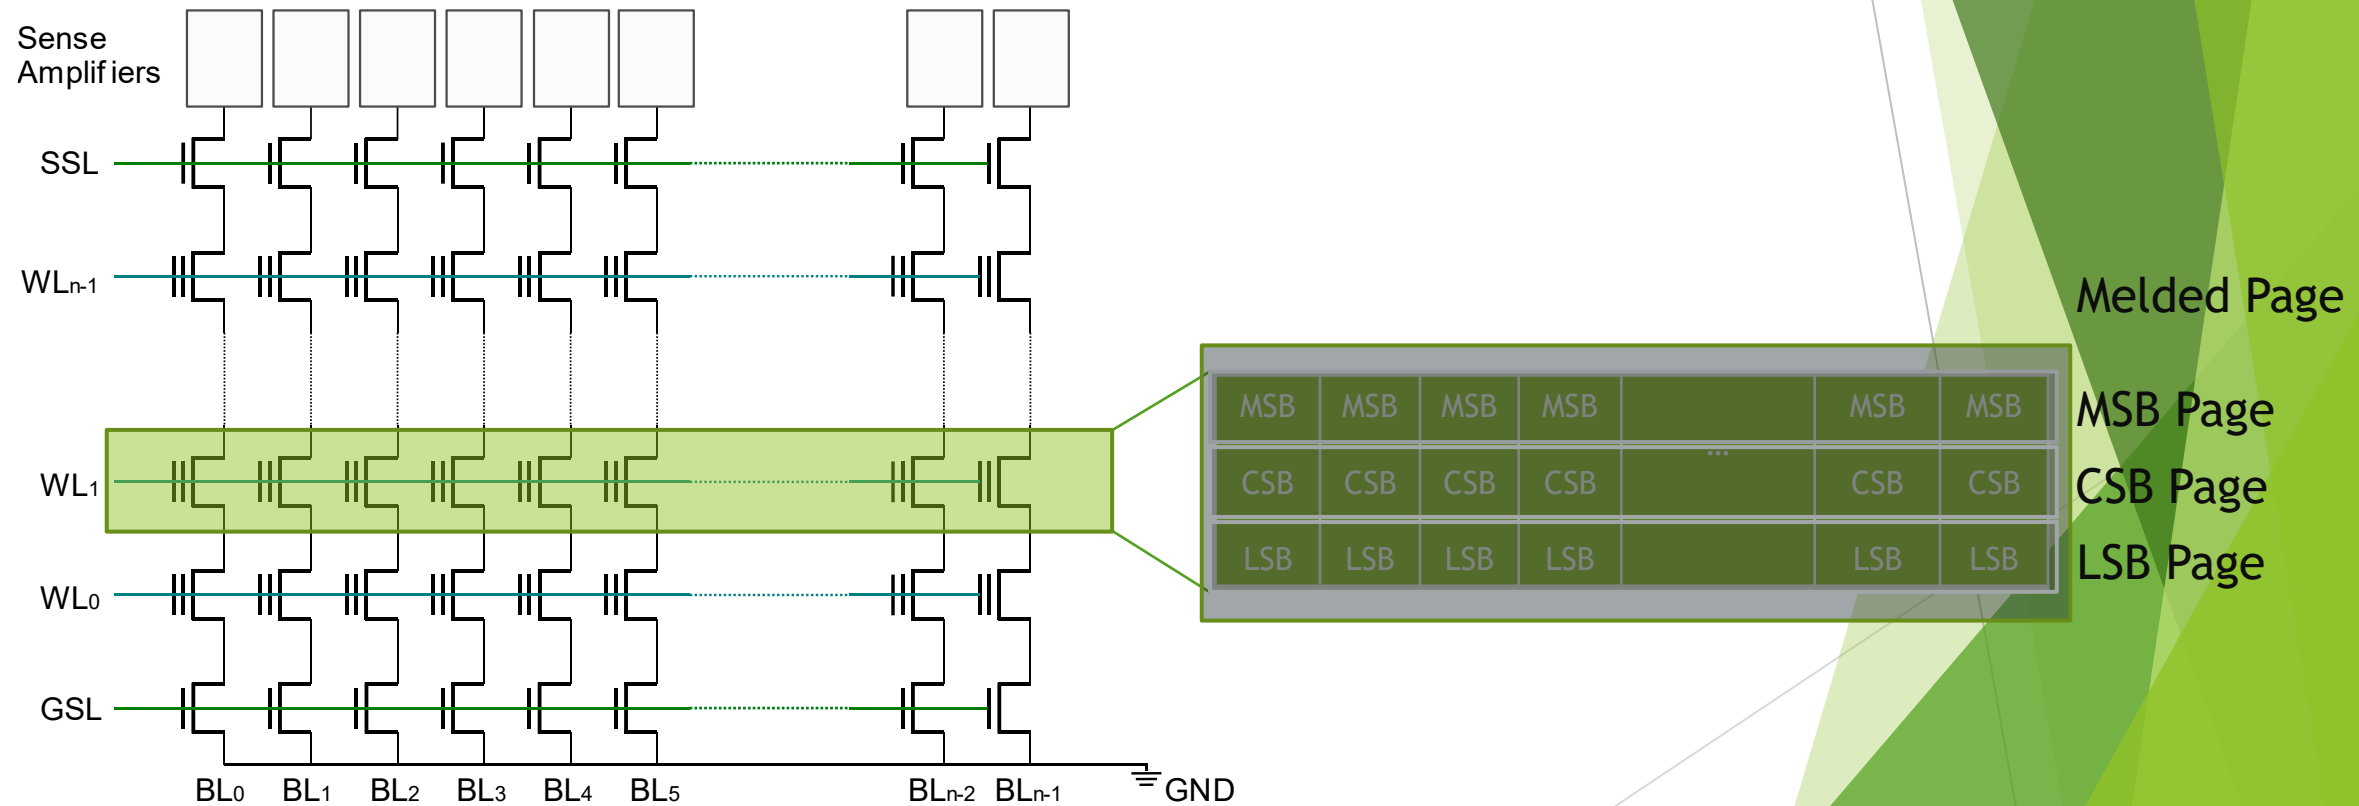 Sense
Amplifiers
SSL
WLn-1
WL1
WL0
GSL
BL0 BL1 BL2 BL3 BL4 BL5 BLn-2 BLn-1 GND
Melded Page
MSB MSB MSB MSB MSB MSB MSB Page
...
CSB CSB CSB CSB CSB CSB CSB Page
LSB LSB LSB LSB LSB LSB LSB Page